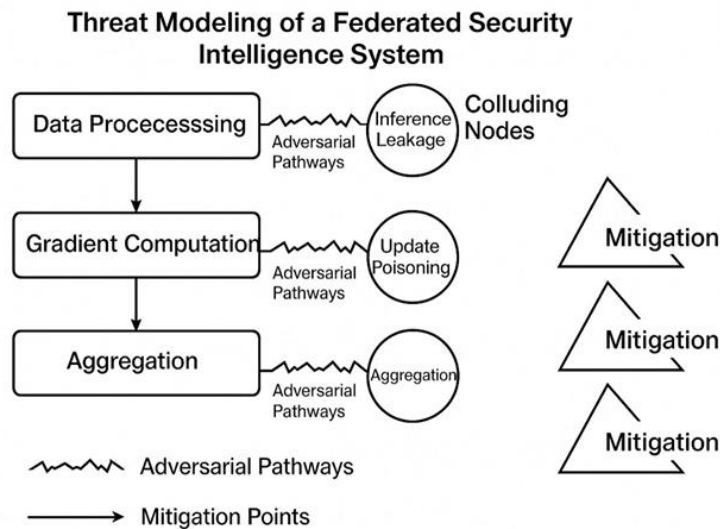 Threat Modeling of a Federated Security
Intelligence System
Data Procecesssing
Adversarial
Pathways
Inference
Leakage
Colluding
Nodes
Gradient Computation
Adversarial
Pathways
Update
Poisoning
Mitigation
Aggregation
Adversarial
Pathways
Aggregation
Mitigation
Mitigation
Adversarial Pathways
Mitigation Points